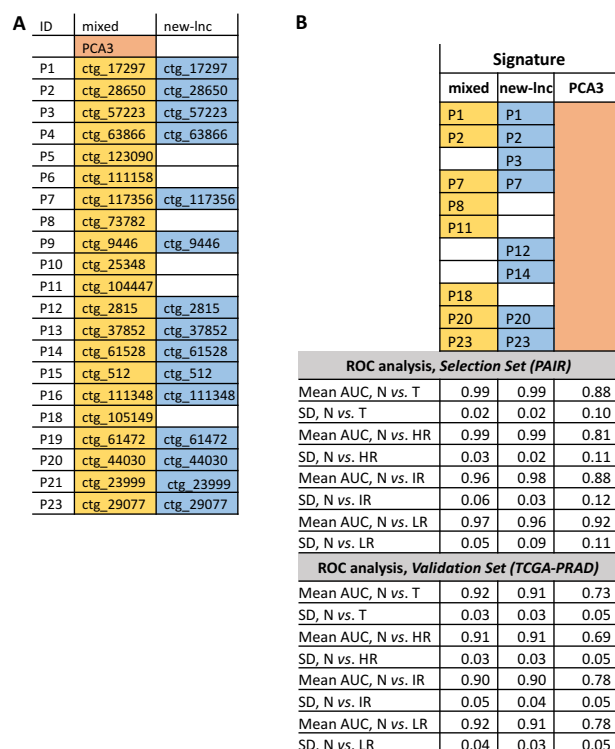 A
ID mixed new-lnc
PCA3
P1 ctg_17297 ctg_17297
P2 ctg_28650 ctg_28650
P3 ctg_57223 ctg_57223
P4 ctg_63866 ctg_63866
P5 ctg_123090
P6 ctg_111158
P7 ctg_117356 ctg_117356
P8 ctg_73782
P9 ctg_9446 ctg_9446
P10 ctg_25348
P11 ctg_104447
P12 ctg_2815 ctg_2815
P13 ctg_37852 ctg_37852
P14 ctg_61528 ctg_61528
P15 ctg_512 ctg_512
P16 ctg_111348 ctg_111348
P18 ctg_105149
P19 ctg_61472 ctg_61472
P20 ctg_44030 ctg_44030
P21 ctg_23999 ctg_23999
P23 ctg_29077 ctg_29077
B
Signature
mixed new-lnc PCA3
P1 P1
P2 P2
P3
P7 P7
P8
P11
P12
P14
P18
P20 P20
P23 P23
ROC analysis, Selection Set (PAIR)
Mean AUC, N vs. T 0.99 0.99 0.88
SD, N vs. T 0.02 0.02 0.10
Mean AUC, N vs. HR 0.99 0.99 0.81
SD, N vs. HR 0.03 0.02 0.11
Mean AUC, N vs. IR 0.96 0.98 0.88
SD, N vs. IR 0.06 0.03 0.12
Mean AUC, N vs. LR 0.97 0.96 0.92
SD, N vs. LR 0.05 0.09 0.11
ROC analysis, Validation Set (TCGA-PRAD)
Mean AUC, N vs. T 0.92 0.91 0.73
SD, N vs. T 0.03 0.03 0.05
Mean AUC, N vs. HR 0.91 0.91 0.69
SD, N vs. HR 0.03 0.03 0.05
Mean AUC, N vs. IR 0.90 0.90 0.78
SD, N vs. IR 0.05 0.04 0.05
Mean AUC, N vs. LR 0.92 0.91 0.78
SD, N vs. LR 0.04 0.03 0.05